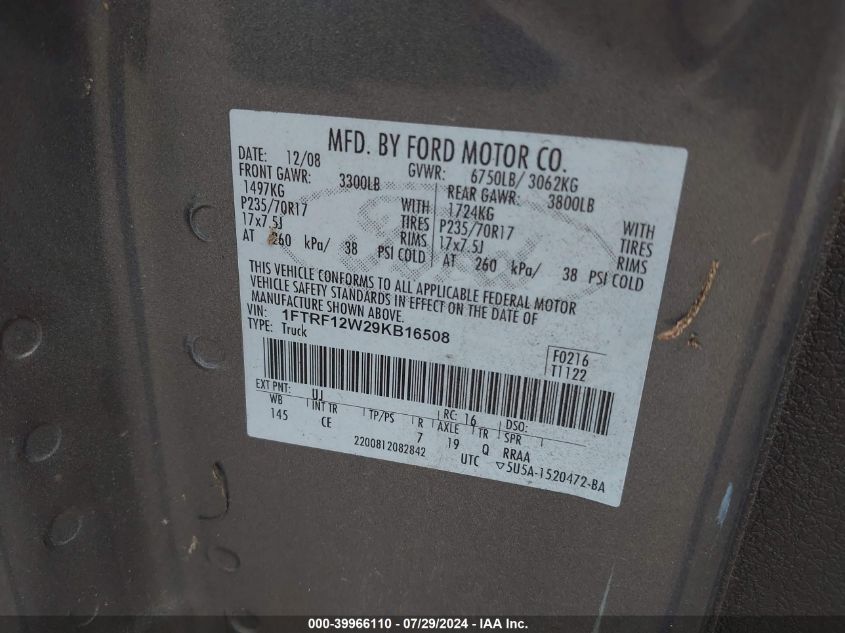 MFD. BY FORD MOTOR CO.
DATE: 12/08 GVWR: 6750LB/ 3062KG
FRONT GAWR: 3300LB REAR GAWR: 3800LB
1497KG WITH 1724KG WITH
P235/70R17 TIRES P235/70R17 TIRES
17x7.5J RIMS 17x7.5J RIMS
AT 260 kPa/ 38 PSI COLD AT 260 kPa/ 38 PSI COLD
THIS VEHICLE CONFORMS TO ALL APPLICABLE FEDERAL MOTOR
VEHICLE SAFETY STANDARDS IN EFFECT ON THE DATE OF
MANUFACTURE SHOWN ABOVE.
VIN: 1FTRF12W29KB16508
TYPE: Truck
F0216
T1122
EXT PNT: UJ RC: 16 DSO:
WB INT TR TP/PS R AXLE TR SPR
145 CE 7 19 Q RRAA
2200812082842 UTC ▽5U5A-1520472-BA
000-39966110 - 07/29/2024 - IAA Inc.